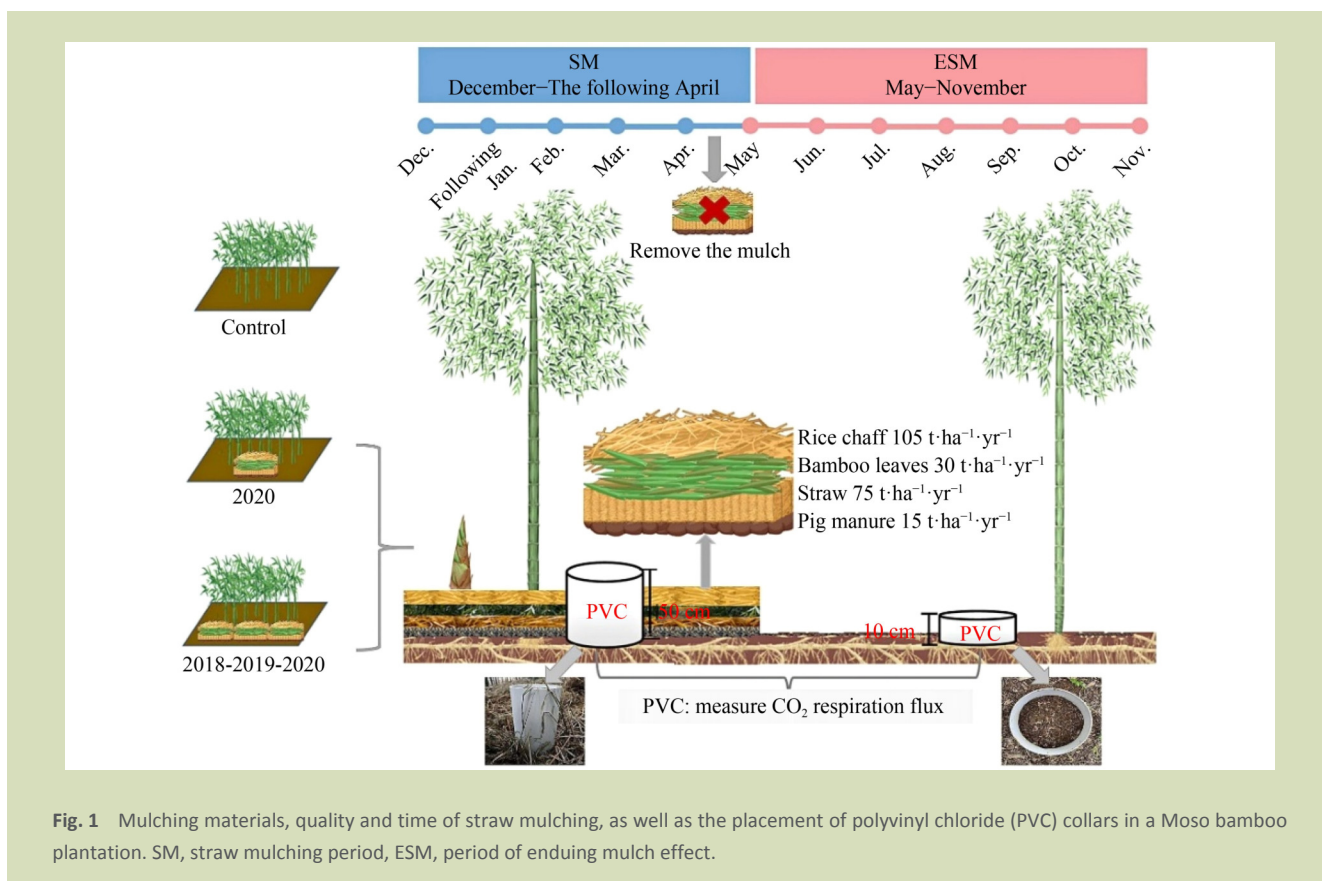 SM
December−The following April
ESM
May−November
Dec.
Following
Jan.
Feb.
Mar.
Apr.
May
Jun.
Jul.
Aug.
Sep.
Oct.
Nov.
Remove the mulch
Control
2020
2018-2019-2020
Rice chaff 105 t·ha⁻¹·yr⁻¹
Bamboo leaves 30 t·ha⁻¹·yr⁻¹
Straw 75 t·ha⁻¹·yr⁻¹
Pig manure 15 t·ha⁻¹·yr⁻¹
PVC
50 cm
10 cm
PVC
PVC: measure CO₂ respiration flux
Fig. 1 Mulching materials, quality and time of straw mulching, as well as the placement of polyvinyl chloride (PVC) collars in a Moso bamboo
plantation. SM, straw mulching period, ESM, period of enduing mulch effect.